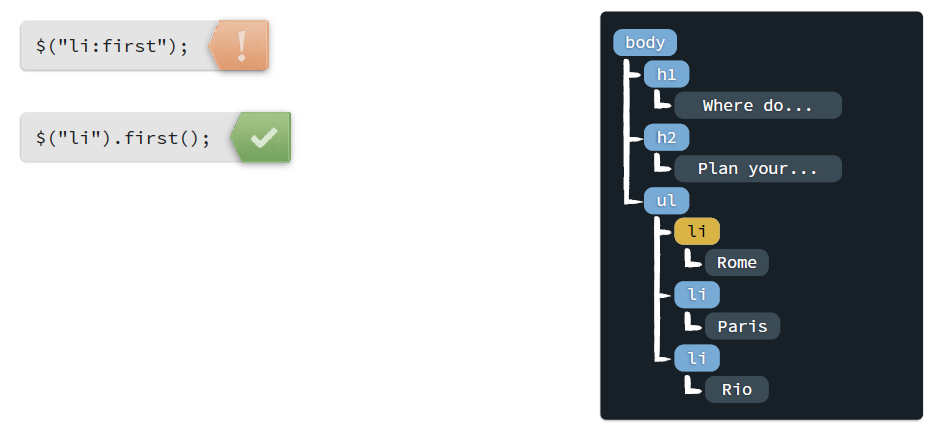 $("li:first");
!
$("li").first();
body
h1
Where do...
h2
Plan your...
ul
li
Rome
li
Paris
li
Rio